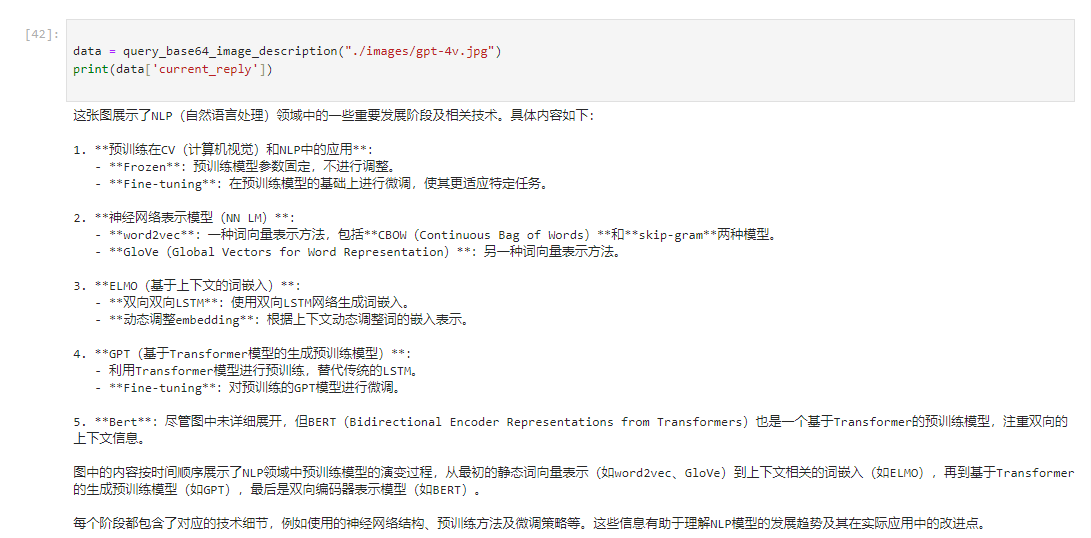 [42]:
data = query_base64_image_description("./images/gpt-4v.jpg")
print(data['current_reply'])
这张图展示了NLP（自然语言处理）领域中的一些重要发展阶段及相关技术。具体内容如下:
1. **预训练在CV（计算机视觉）和NLP中的应用**:
- **Frozen**: 预训练模型参数固定，不进行调整。
- **Fine-tuning**: 在预训练模型的基础上进行微调，使其更适应特定任务。
2. **神经网络表示模型（NN LM）**:
- **word2vec**: 一种词向量表示方法，包括**CBOW（Continuous Bag of Words）**和**skip-gram**两种模型。
- **GloVe（Global Vectors for Word Representation）**: 另一种词向量表示方法。
3. **ELMO（基于上下文的词嵌入）**:
- **双向双向LSTM**: 使用双向LSTM网络生成词嵌入。
- **动态调整embedding**: 根据上下文动态调整词的嵌入表示。
4. **GPT（基于Transformer模型的生成预训练模型）**:
- 利用Transformer模型进行预训练，替代传统的LSTM。
- **Fine-tuning**: 对预训练的GPT模型进行微调。
5. **Bert**: 尽管图中未详细展开，但BERT（Bidirectional Encoder Representations from Transformers）也是一个基于Transformer的预训练模型，注重双向的
上下文信息。
图中的内容按时间顺序展示了NLP领域中预训练模型的演变过程，从最初的静态词向量表示（如word2vec、GloVe）到上下文相关的词嵌入（如ELMO），再到基于Transformer
的生成预训练模型（如GPT），最后是双向编码器表示模型（如BERT）。
每个阶段都包含了对应的技术细节，例如使用的神经网络结构、预训练方法及微调策略等。这些信息有助于理解NLP模型的发展趋势及其在实际应用中的改进点。